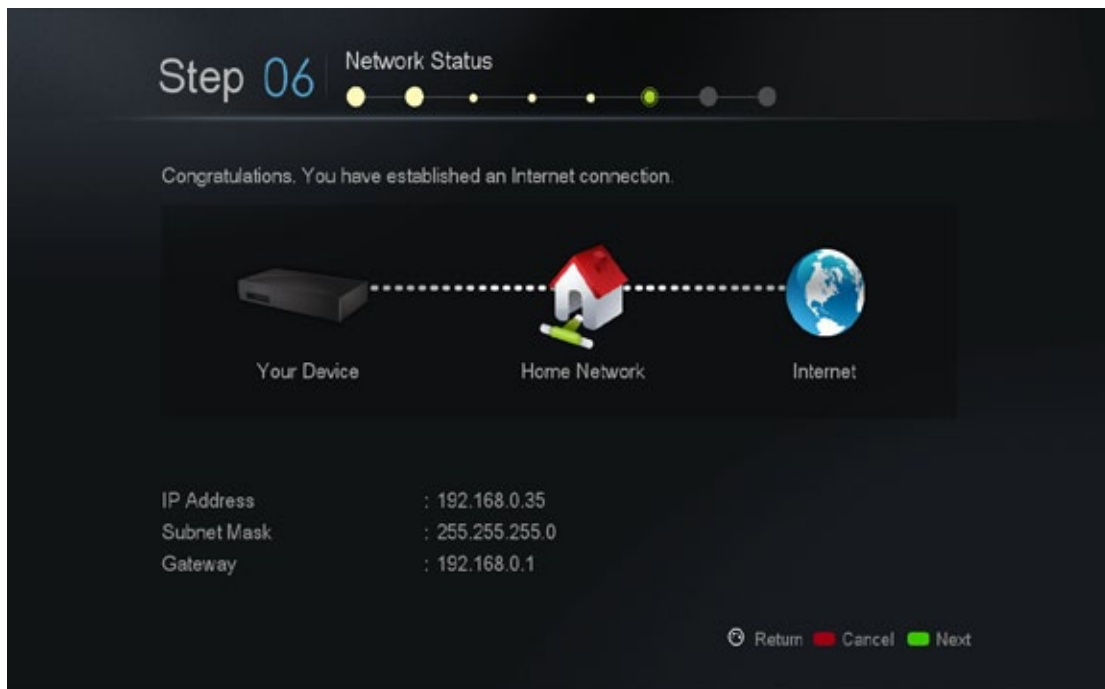 Step 06
Network Status
Congratulations. You have established an Internet connection.
Your Device Home Network Internet
IP Address : 192.168.0.35
Subnet Mask : 255.255.255.0
Gateway : 192.168.0.1
Return Cancel Next